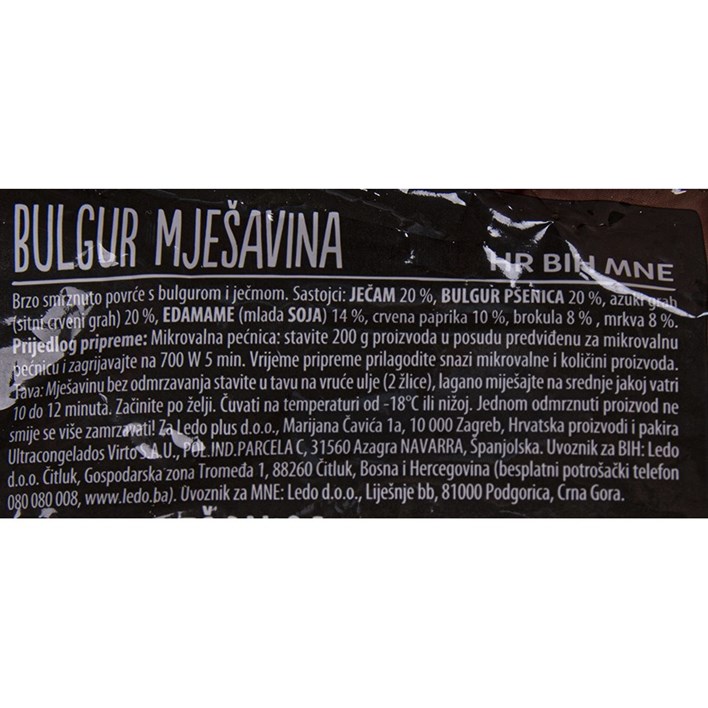 BULGUR MJEŠAVINA
HR BIH MNE
Brzo smrznuto povrće s bulgurom i ječmom. Sastojci: JEČAM 20 %, BULGUR PŠENICA 20 %, azuki grah
(sitni crveni grah) 20 %, EDAMAME (mlada SOJA) 14 %, crvena paprika 10 %, brokula 8 % , mrkva 8 %.
Prijedlog pripreme: Mikrovalna pećnica: stavite 200 g proizvoda u posudu predviđenu za mikrovalnu
pećnicu i zagrijavajte na 700 W 5 min. Vrijeme pripreme prilagodite snazi mikrovalne i količini proizvoda.
Tava: Mješavinu bez odmrzavanja stavite u tavu na vruće ulje (2 žlice), lagano miješajte na srednje jakoj vatri
10 do 12 minuta. Začinite po želji. Čuvati na temperaturi od -18°C ili nižoj. Jednom odmrznuti proizvod ne
smije se više zamrzavati! Za Ledo plus d.o.o., Marijana Čavića 1a, 10 000 Zagreb, Hrvatska proizvodi i pakira
Ultracongelados Virto S.A.U., POL.IND.PARCELA C, 31560 Azagra NAVARRA, Španjolska. Uvoznik za BIH: Ledo
d.o.o. Čitluk, Gospodarska zona Tromeđa 1, 88260 Čitluk, Bosna i Hercegovina (besplatni potrošački telefon
080 080 008, www.ledo.ba). Uvoznik za MNE: Ledo d.o.o., Liješnje bb, 81000 Podgorica, Crna Gora.